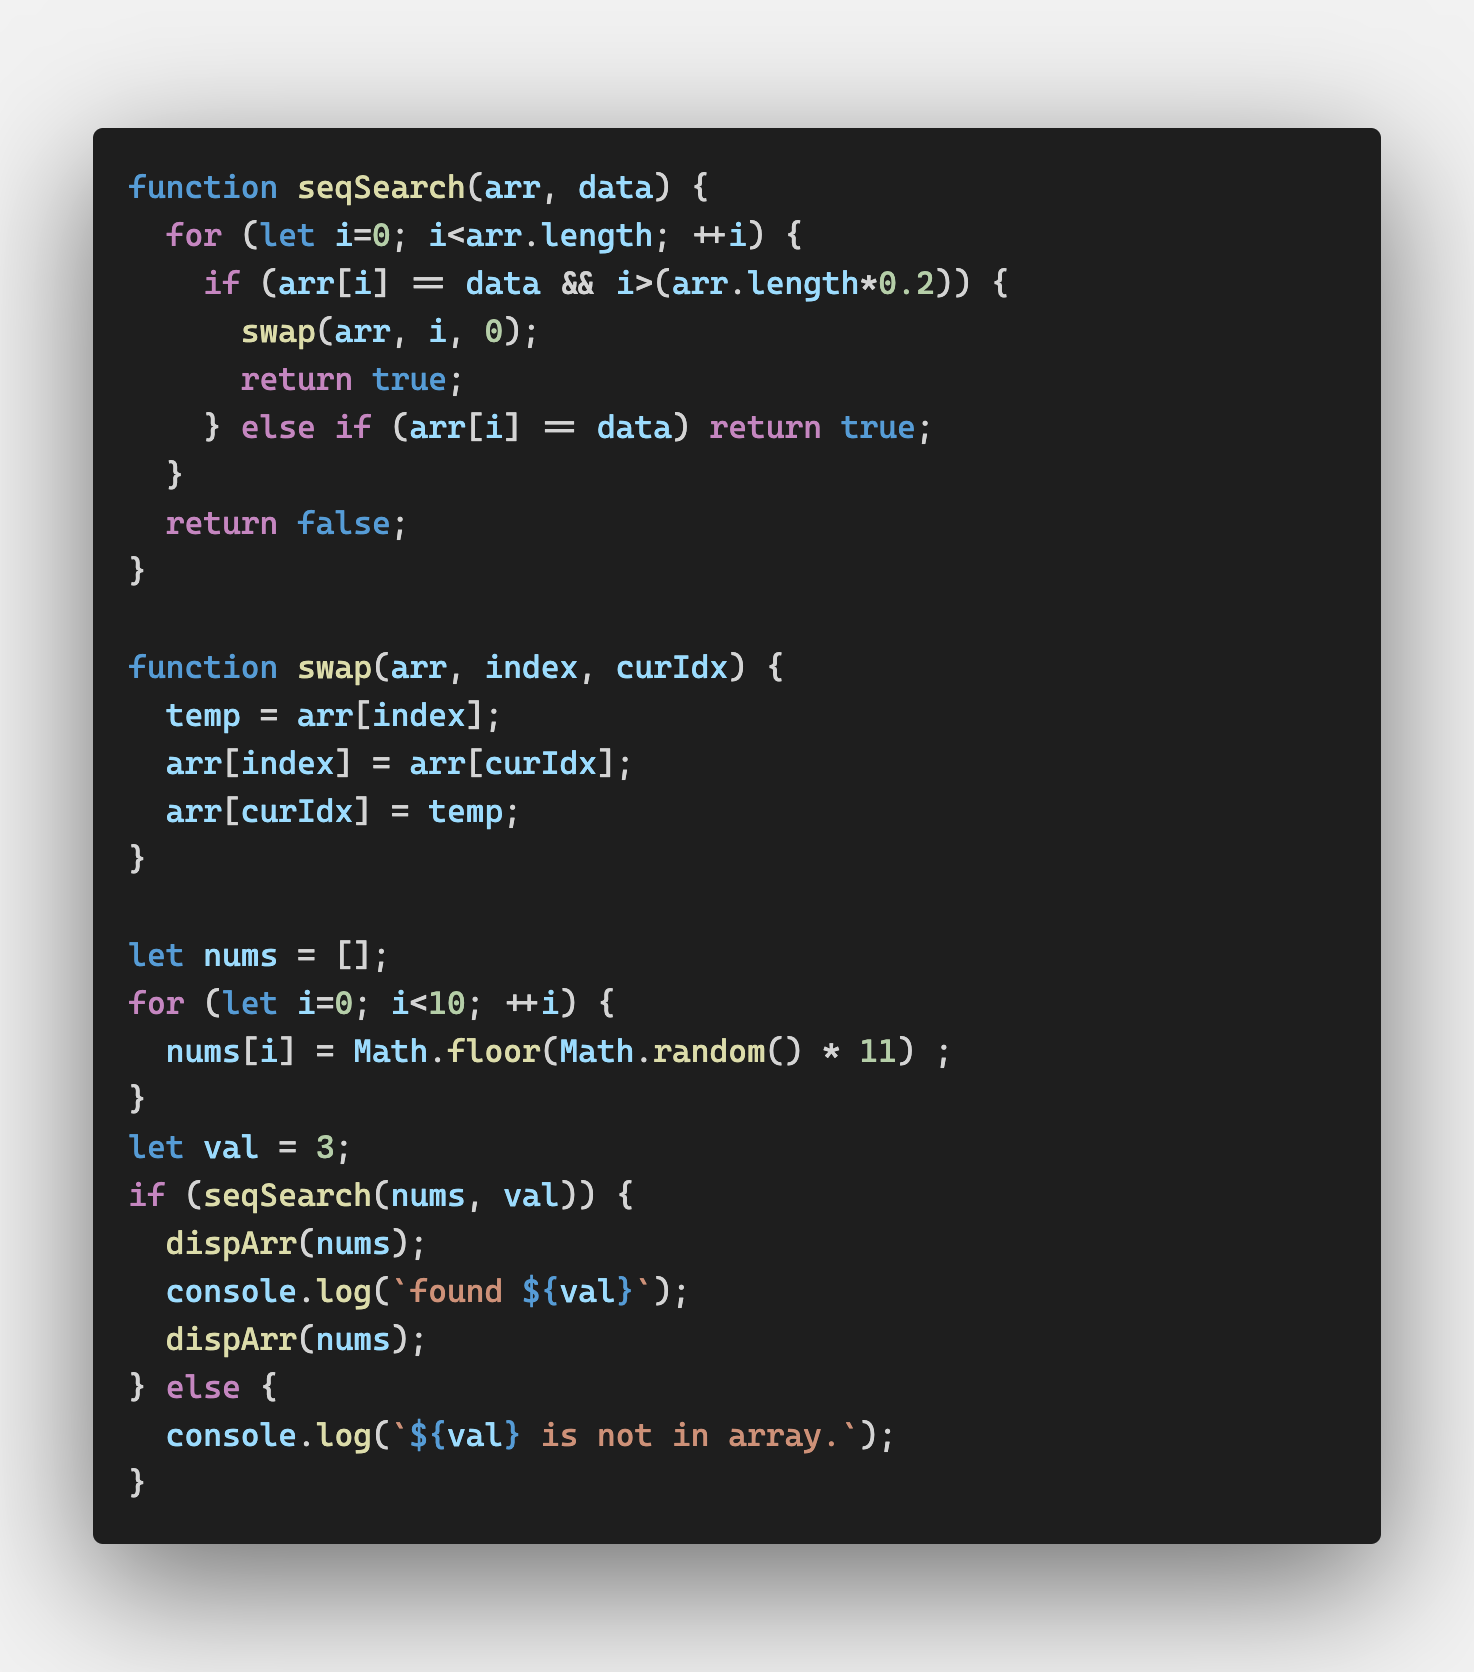 function seqSearch(arr, data) {
  for (let i=0; i<arr.length; ++i) {
    if (arr[i] == data && i>(arr.length*0.2)) {
      swap(arr, i, 0);
      return true;
    } else if (arr[i] == data) return true;
  }
  return false;
}

function swap(arr, index, curIdx) {
  temp = arr[index];
  arr[index] = arr[curIdx];
  arr[curIdx] = temp;
}

let nums = [];
for (let i=0; i<10; ++i) {
  nums[i] = Math.floor(Math.random() * 11) ;
}
let val = 3;
if (seqSearch(nums, val)) {
  dispArr(nums);
  console.log(`found ${val}`);
  dispArr(nums);
} else {
  console.log(`${val} is not in array.`);
}